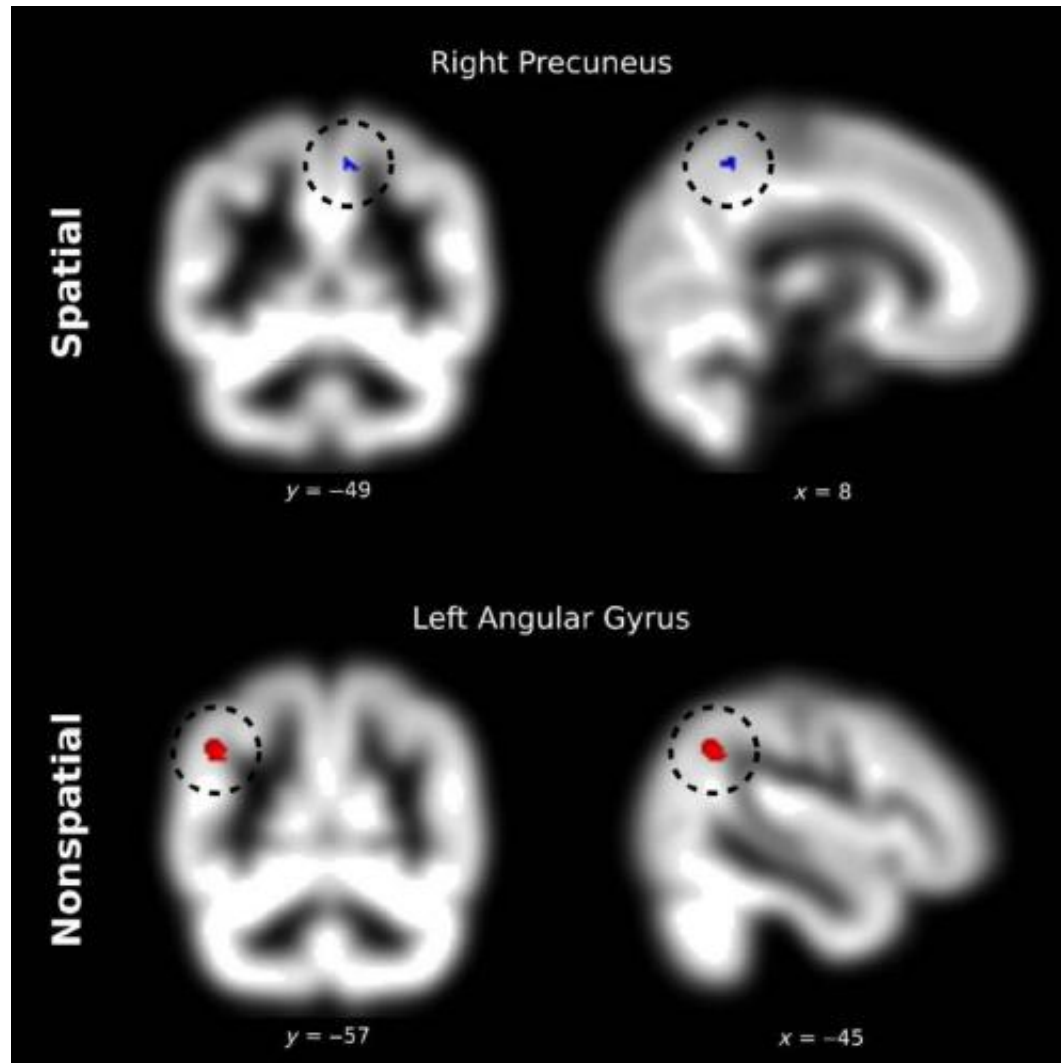 Right Precuneus
Spatial
y = −49
x = 8
Left Angular Gyrus
Nonspatial
y = −57
x = −45